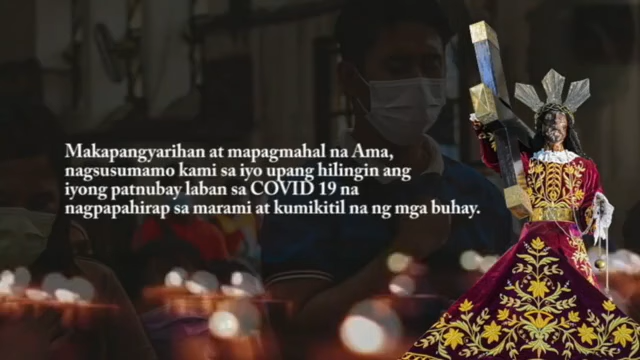 Makapangyarihan at mapagmahal na Ama,
nagsusumamo kami sa iyo upang hilingin ang
iyong patnubay laban sa COVID 19 na
nagpapahirap sa marami at kumikitil na ng mga buhay.